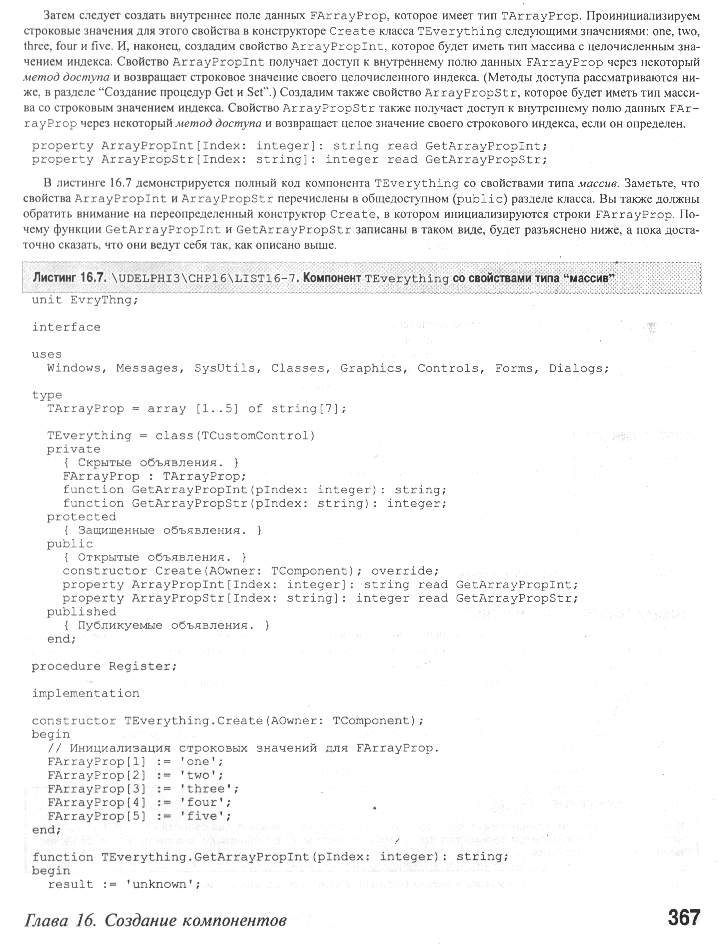 Затем следует создать внутреннее поле данных FArrayProp, которое имеет тип TArrayProp. Проинициализируем
строковые значения для этого свойства в конструкторе Create класса TEverything следующими значениями: one, two,
three, four и five. И, наконец, создадим свойство ArrayPropInt, которое будет иметь тип массива с целочисленным зна-
чением индекса. Свойство ArrayPropInt получает доступ к внутреннему полю данных FArrayProp через некоторый
метод доступа и возвращает строковое значение своего целочисленного индекса. (Методы доступа рассматриваются ни-
же, в разделе "Создание процедур Get и Set".) Создадим также свойство ArrayPropStr, которое будет иметь тип масси-
ва со строковым значением индекса. Свойство ArrayPropStr также получает доступ к внутреннему полю данных FAr-
rayProp через некоторый метод доступа и возвращает целое значение своего строкового индекса, если он определен.
property ArrayPropInt[Index: integer]: string read GetArrayPropInt;
property ArrayPropStr[Index: string]: integer read GetArrayPropStr;
В листинге 16.7 демонстрируется полный код компонента TEverything со свойствами типа массив. Заметьте, что
свойства ArrayPropInt и ArrayPropStr перечислены в общедоступном (public) разделе класса. Вы также должны
обратить внимание на переопределенный конструктор Create, в котором инициализируются строки FArrayProp. По-
чему функции GetArrayPropInt и GetArrayPropStr записаны в таком виде, будет разъяснено ниже, а пока доста-
точно сказать, что они ведут себя так, как описано выше.
Листинг 16.7. \UDELPHI3\CHP16\LIST16-7. Компонент TEverything со свойствами типа "массив"
unit EvryThng;
interface
uses
Windows, Messages, SysUtils, Classes, Graphics, Controls, Forms, Dialogs;
type
TArrayProp = array [1..5] of string[7];
TEverything = class(TCustomControl)
private
{ Скрытые объявления. }
FArrayProp : TArrayProp;
function GetArrayPropInt(pIndex: integer): string;
function GetArrayPropStr(pIndex: string): integer;
protected
{ Защищенные объявления. }
public
{ Открытые объявления. }
constructor Create(AOwner: TComponent); override;
property ArrayPropInt[Index: integer]: string read GetArrayPropInt;
property ArrayPropStr[Index: string]: integer read GetArrayPropStr;
published
{ Публикуемые объявления. }
end;
procedure Register;
implementation
constructor TEverything.Create(AOwner: TComponent);
begin
// Инициализация строковых значений для FArrayProp.
FArrayProp[1] := 'one';
FArrayProp[2] := 'two';
FArrayProp[3] := 'three';
FArrayProp[4] := 'four';
FArrayProp[5] := 'five';
end;
function TEverything.GetArrayPropInt(pIndex: integer): string;
begin
result := 'unknown';
Глава 16. Создание компонентов
367